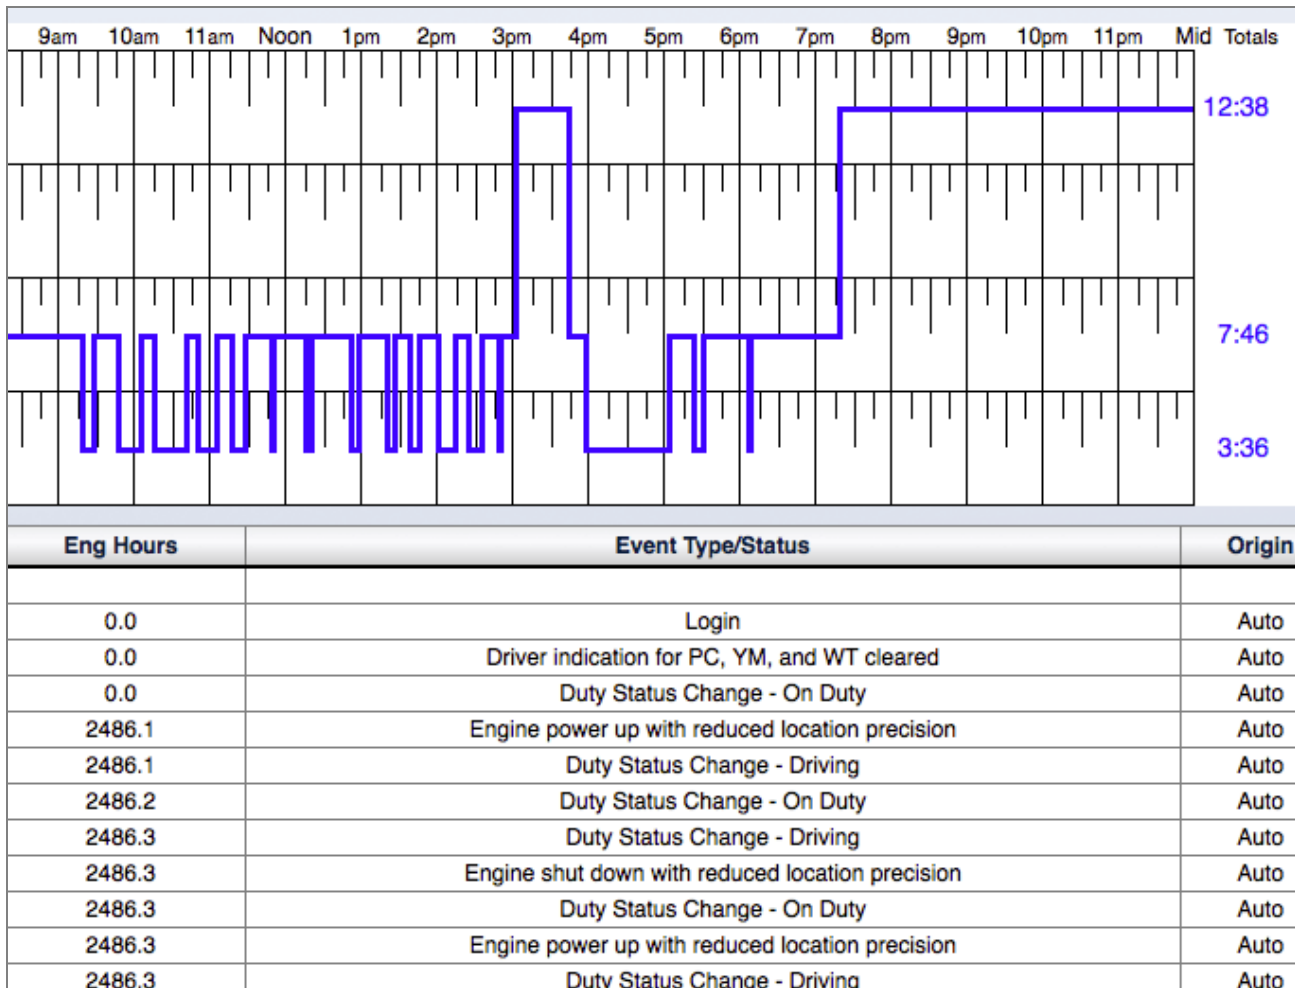 9am 10am 11am Noon 1pm 2pm 3pm 4pm 5pm 6pm 7pm 8pm 9pm 10pm 11pm Mid Totals
12:38
7:46
3:36
Eng Hours Event Type/Status Origin
0.0 Login Auto
0.0 Driver indication for PC, YM, and WT cleared Auto
0.0 Duty Status Change - On Duty Auto
2486.1 Engine power up with reduced location precision Auto
2486.1 Duty Status Change - Driving Auto
2486.2 Duty Status Change - On Duty Auto
2486.3 Duty Status Change - Driving Auto
2486.3 Engine shut down with reduced location precision Auto
2486.3 Duty Status Change - On Duty Auto
2486.3 Engine power up with reduced location precision Auto
2486.3 Duty Status Change - Driving Auto